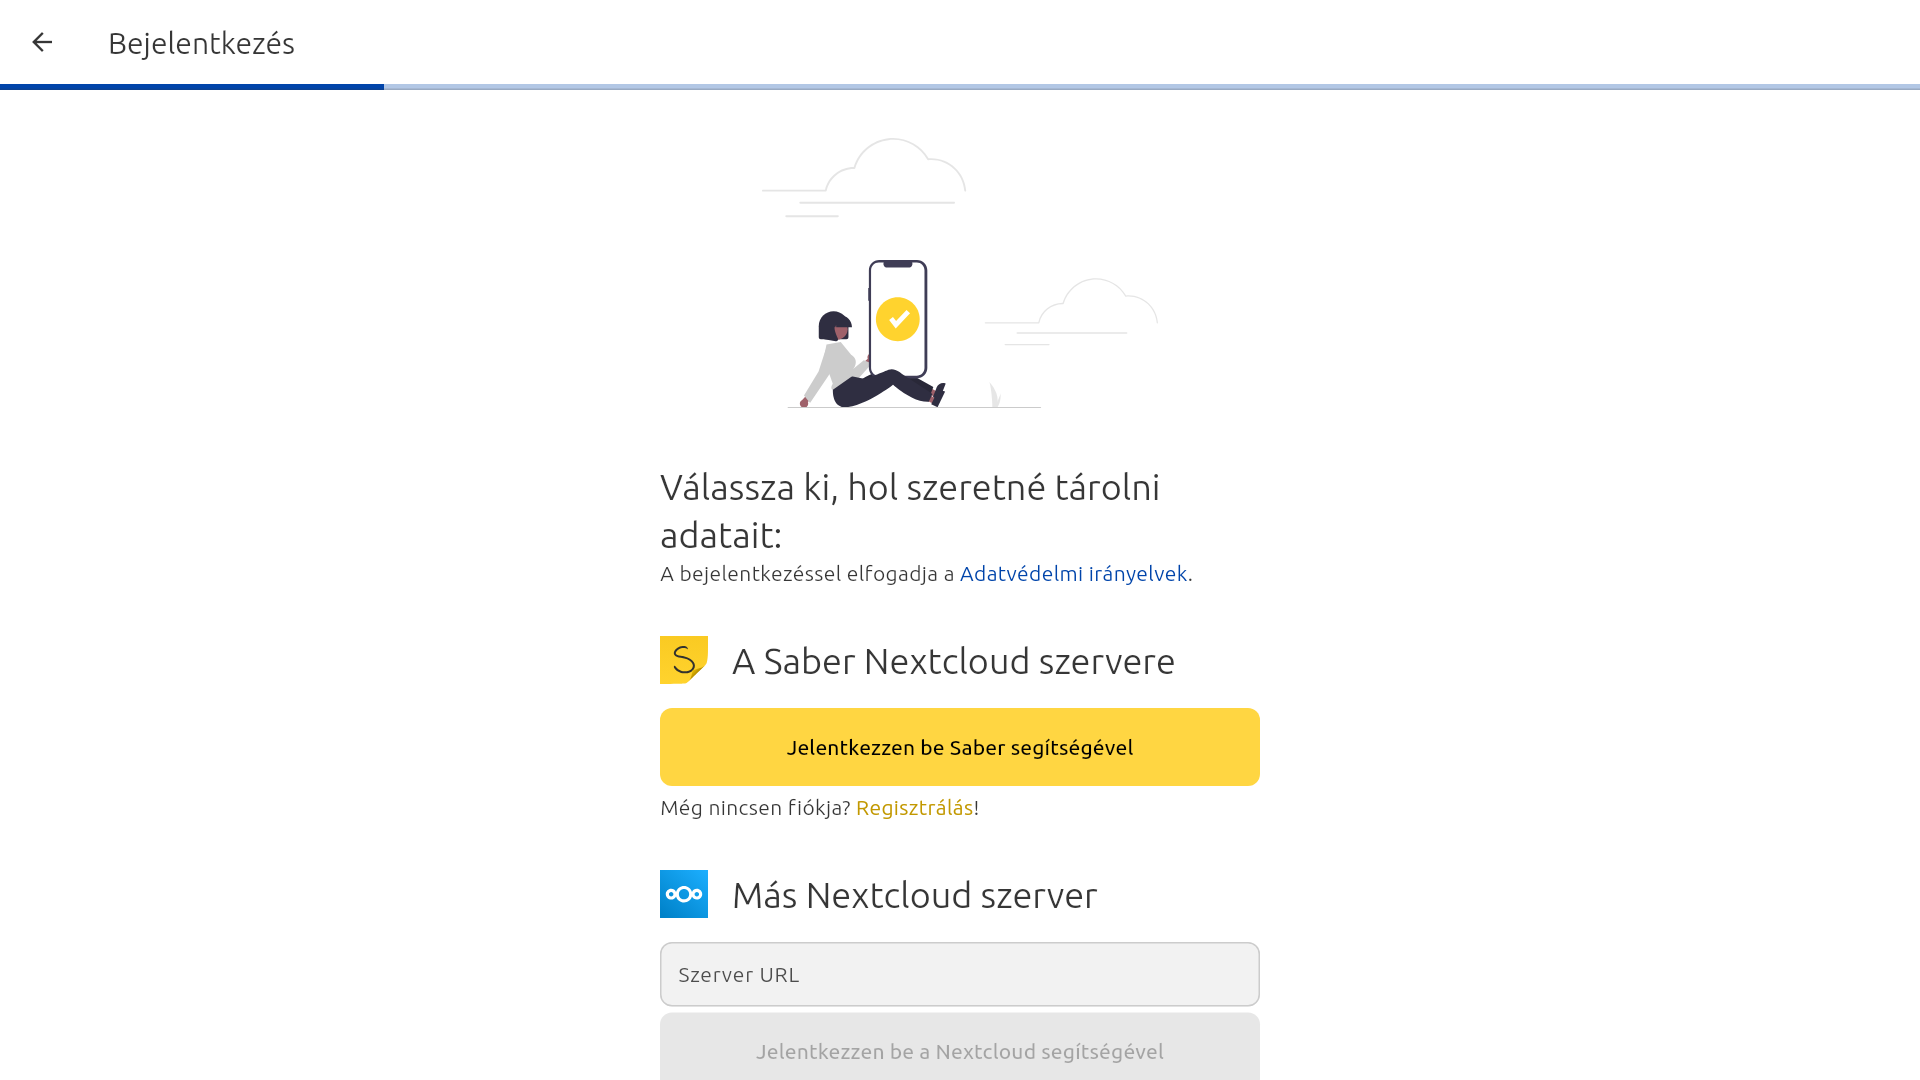 Bejelentkezés
Válassza ki, hol szeretné tárolni
adatait:
A bejelentkezéssel elfogadja a Adatvédelmi irányelvek.
A Saber Nextcloud szervere
Jelentkezzen be Saber segítségével
Még nincsen fiókja? Regisztrálás!
Más Nextcloud szerver
Szerver URL
Jelentkezzen be a Nextcloud segítségével